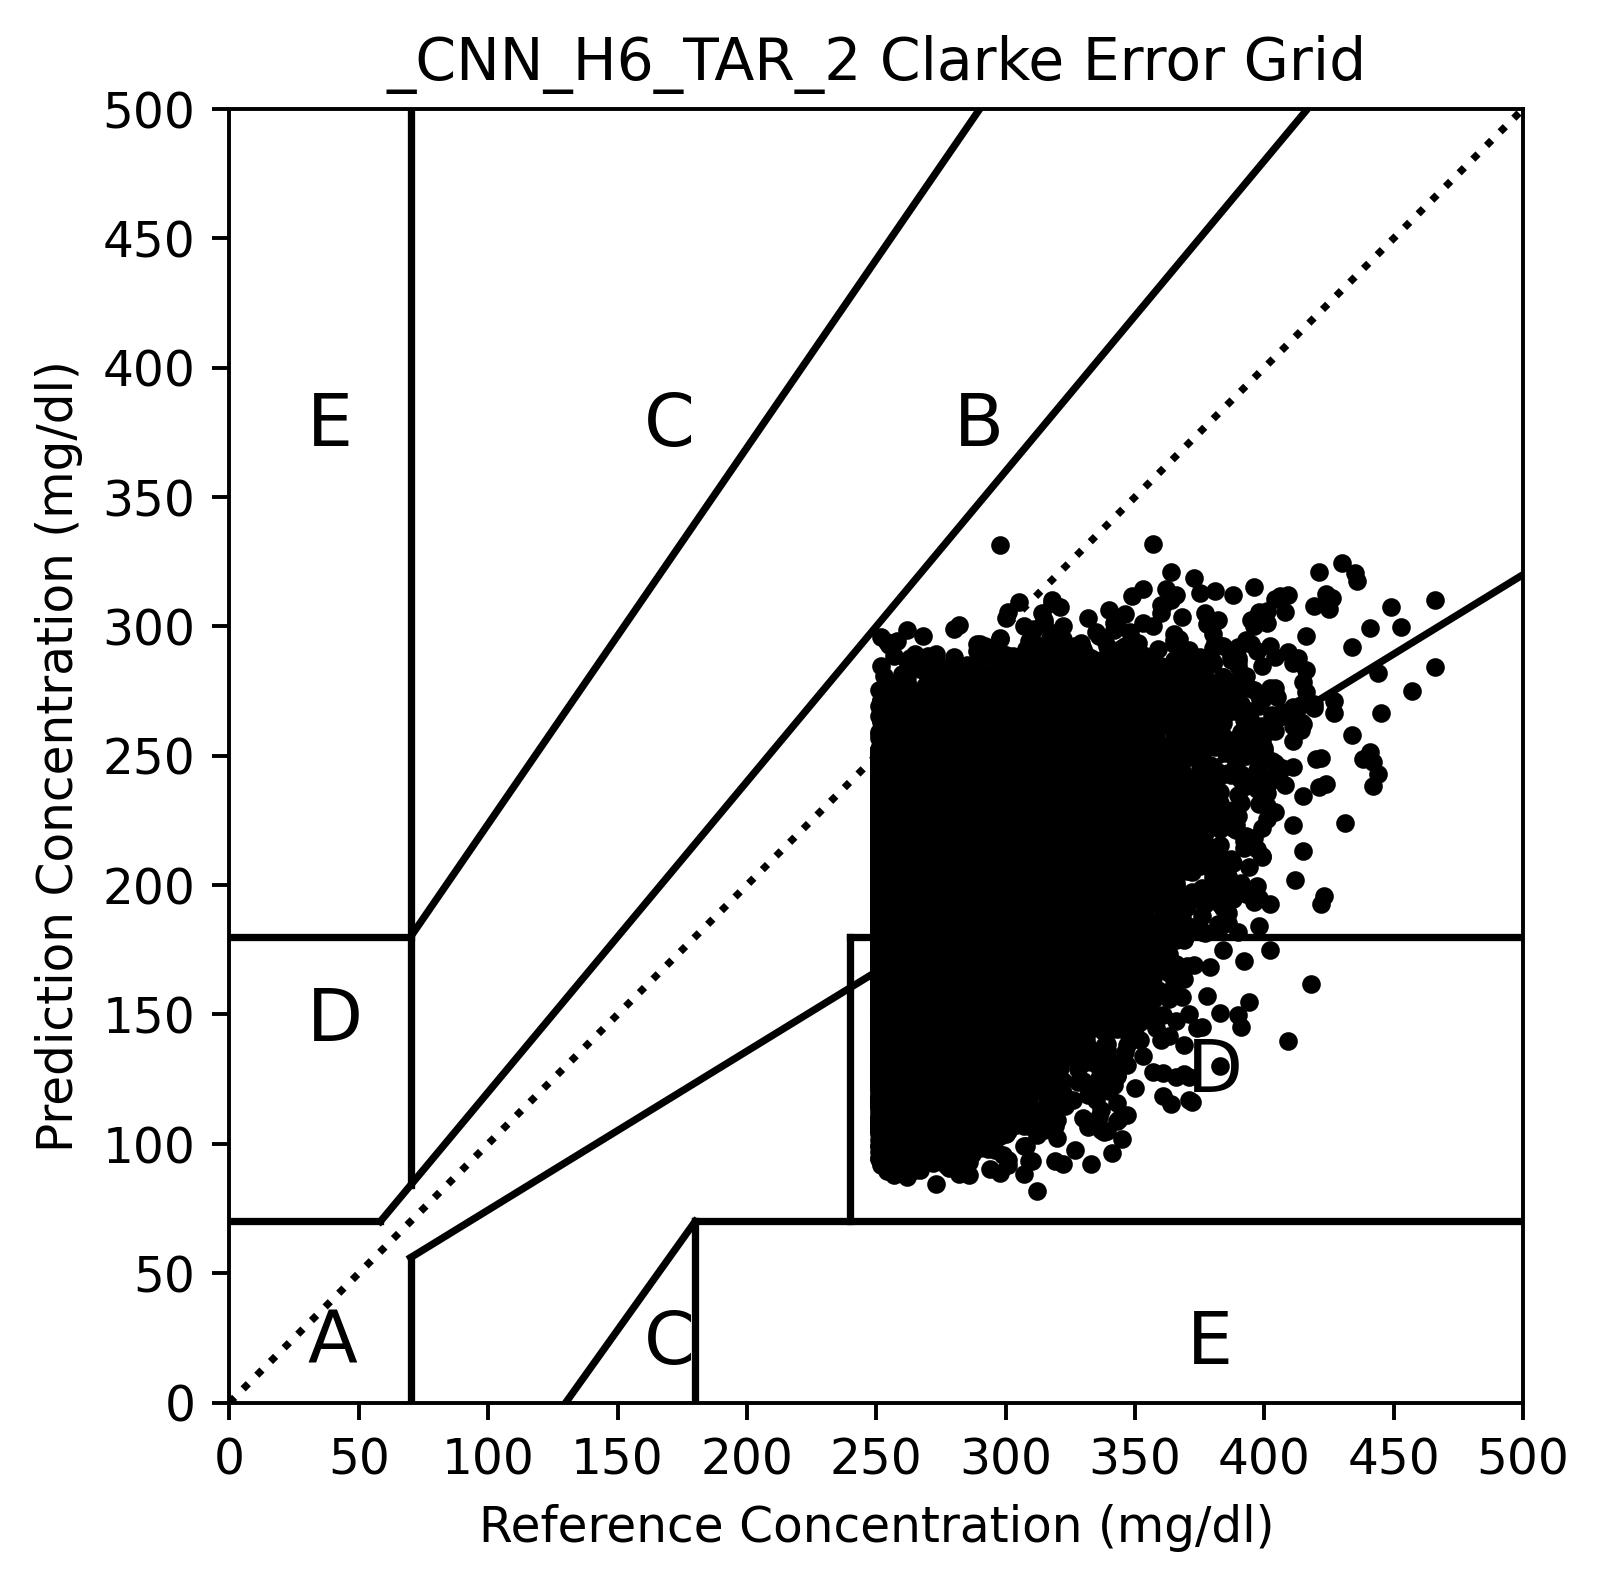 _CNN_H6_TAR_2 Clarke Error Grid
500
450
400
350
300
250
200
150
100
50
0
Prediction Concentration (mg/dl)
E
C
B
D
D
A
C
E
0 50 100 150 200 250 300 350 400 450 500
Reference Concentration (mg/dl)